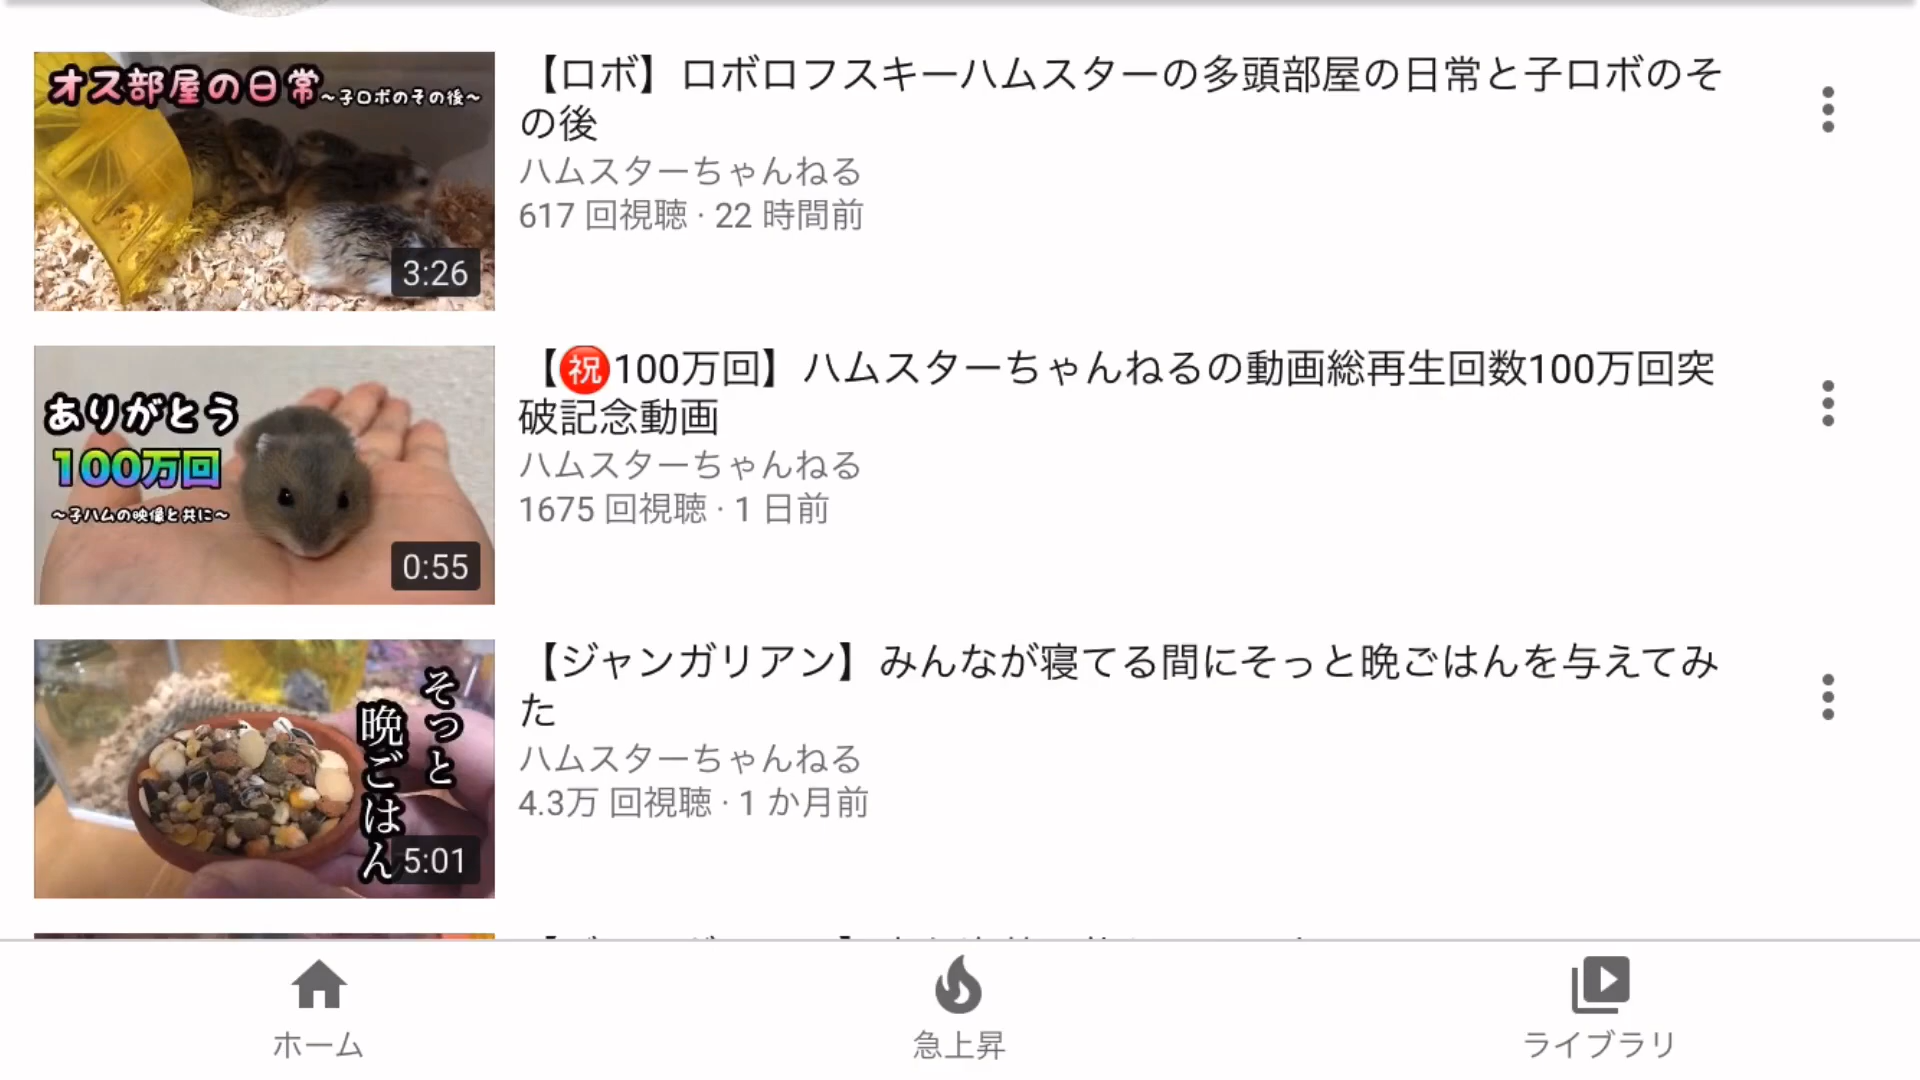 オス部屋の日常~子ロボのその後~
3:26
【ロボ】ロボロフスキーハムスターの多頭部屋の日常と子ロボのそ
の後
ハムスターちゃんねる
617 回視聴 · 22 時間前
ありがとう
100万回
~子ハムの映像と共に~
0:55
【㊗100万回】ハムスターちゃんねるの動画総再生回数100万回突
破記念動画
ハムスターちゃんねる
1675 回視聴 · 1 日前
そっと
晩ごはん
5:01
【ジャンガリアン】みんなが寝てる間にそっと晩ごはんを与えてみ
た
ハムスターちゃんねる
4.3万 回視聴 · 1 か月前
ホーム
急上昇
ライブラリ